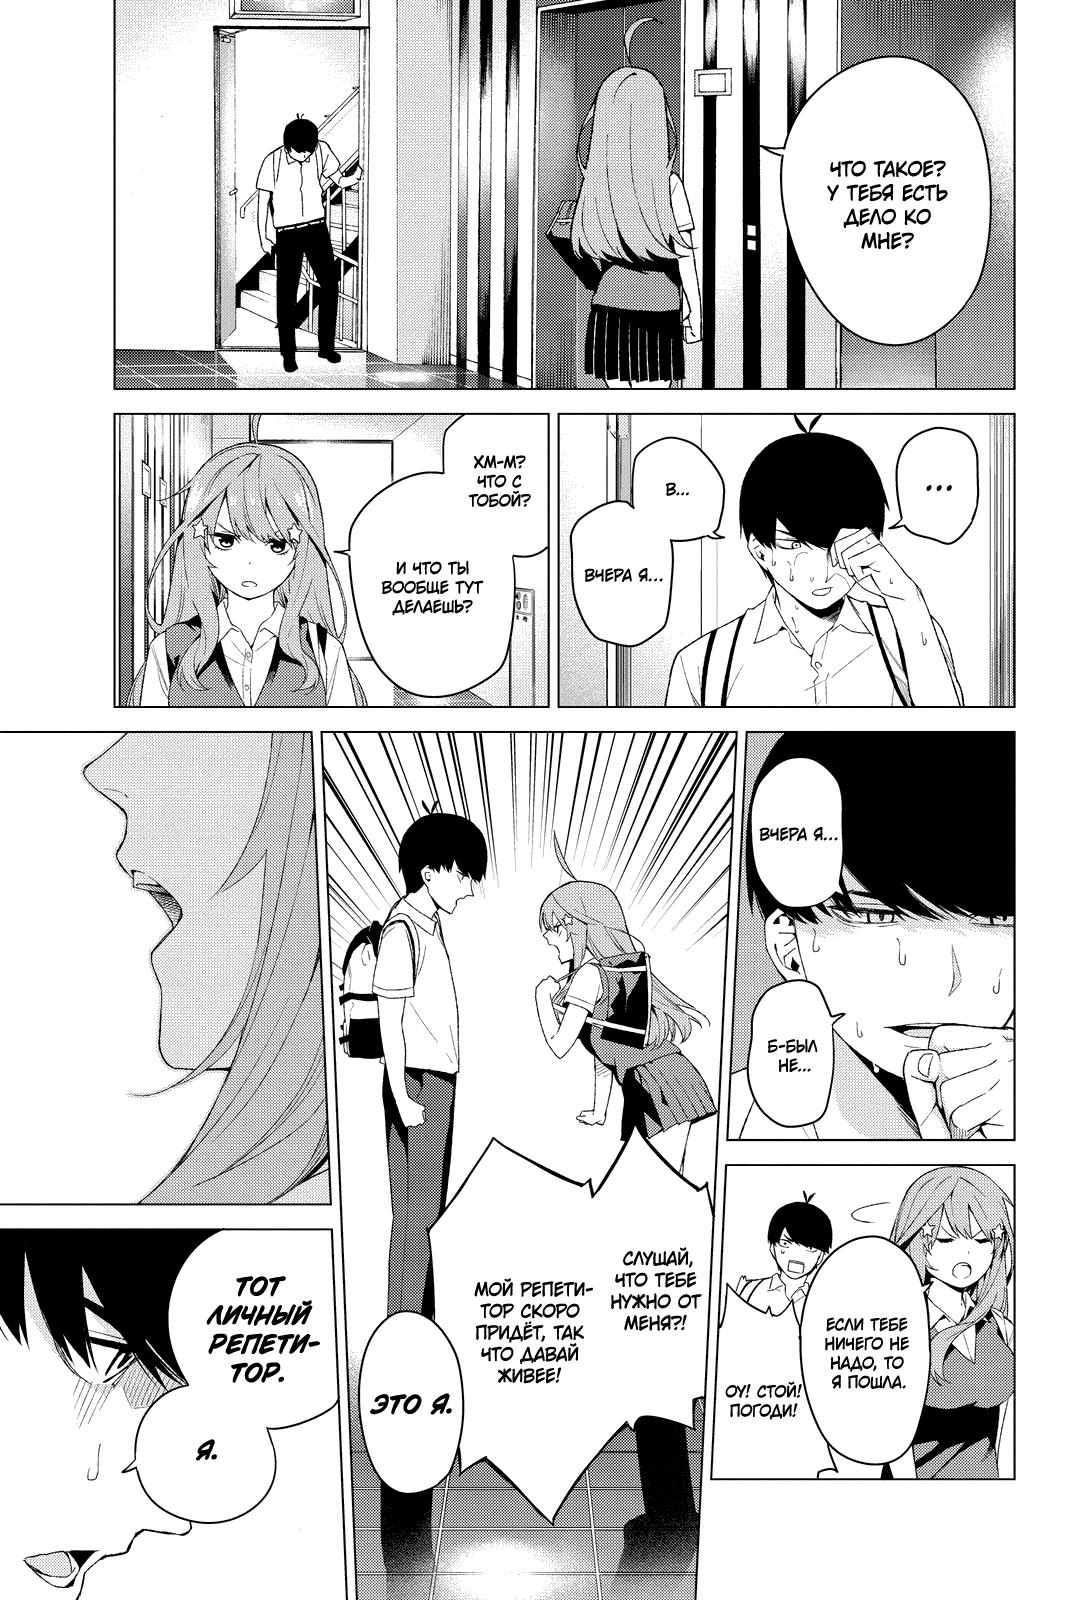 ЧТО ТАКОЕ?
У ТЕБЯ ЕСТЬ
ДЕЛО КО
МНЕ?
...
В...
ВЧЕРА Я...
ХМ-М?
ЧТО С
ТОБОЙ?
И ЧТО ТЫ
ВООБЩЕ ТУТ
ДЕЛАЕШЬ?
ВЧЕРА Я...
Б-БЫЛ
НЕ...
ЕСЛИ ТЕБЕ
НИЧЕГО НЕ
НАДО, ТО
Я ПОШЛА.
ОУ! СТОЙ!
ПОГОДИ!
СЛУШАЙ,
ЧТО ТЕБЕ
НУЖНО ОТ
МЕНЯ?!
МОЙ РЕПЕТИ-
ТОР СКОРО
ПРИДЁТ, ТАК
ЧТО ДАВАЙ
ЖИВЕЕ!
ЭТО Я.
ТОТ
ЛИЧНЫЙ
РЕПЕТИ-
ТОР.
Я.